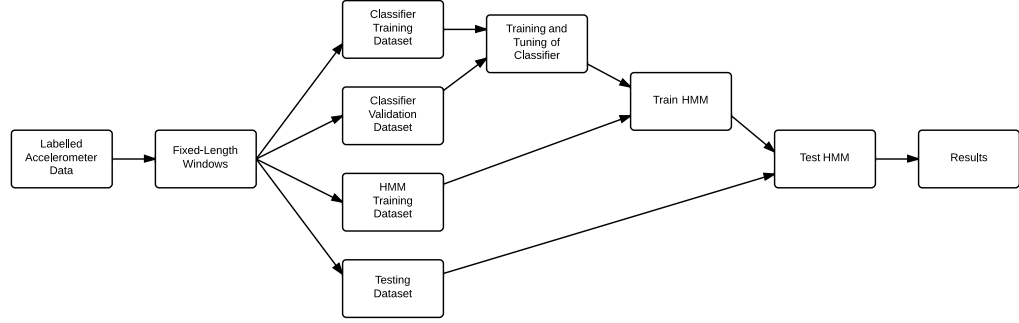 Labelled
Accelerometer
Data
Fixed-Length
Windows
Classifier
Training
Dataset
Classifier
Validation
Dataset
HMM
Training
Dataset
Testing
Dataset
Training and
Tuning of
Classifier
Train HMM
Test HMM
Results